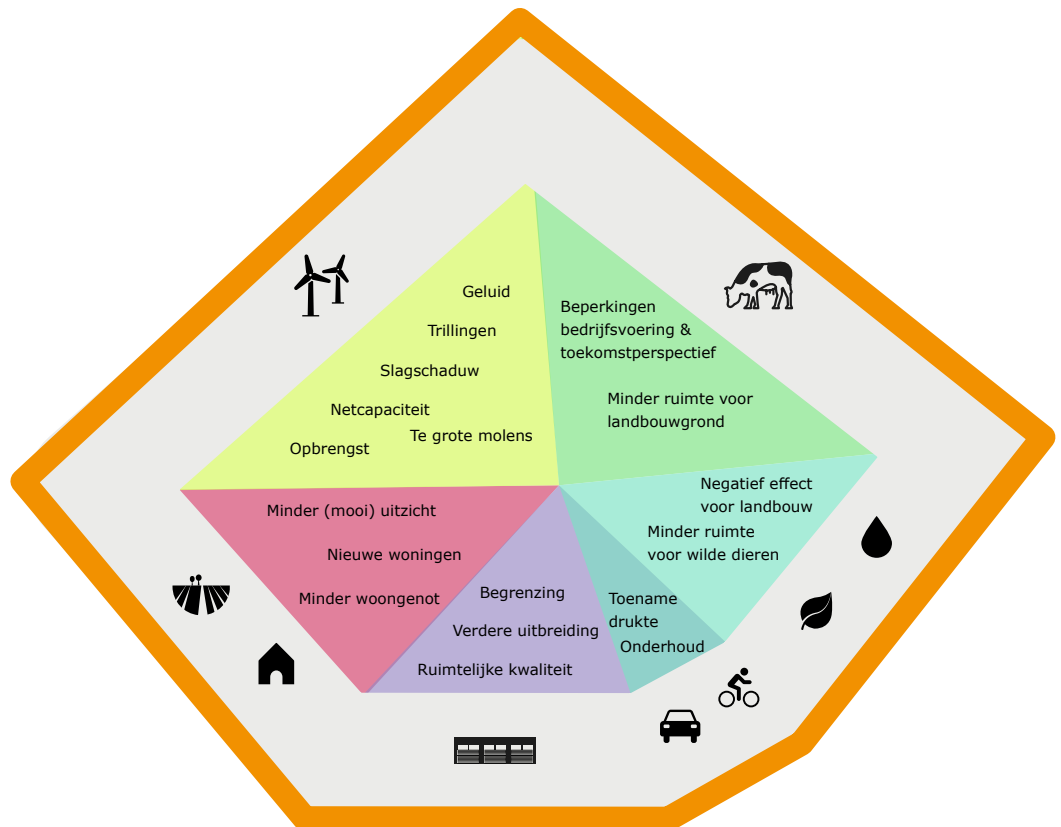 Geluid
Trillingen
Slagschaduw
Netcapaciteit
Te grote molens
Opbrengst
Beperkingen
bedrijfsvoering &
toekomstperspectief
Minder ruimte voor
landbouwgrond
Negatief effect
voor landbouw
Minder ruimte
voor wilde dieren
Toename
drukte
Onderhoud
Begrenzing
Verdere uitbreiding
Ruimtelijke kwaliteit
Minder (mooi) uitzicht
Nieuwe woningen
Minder woongenot